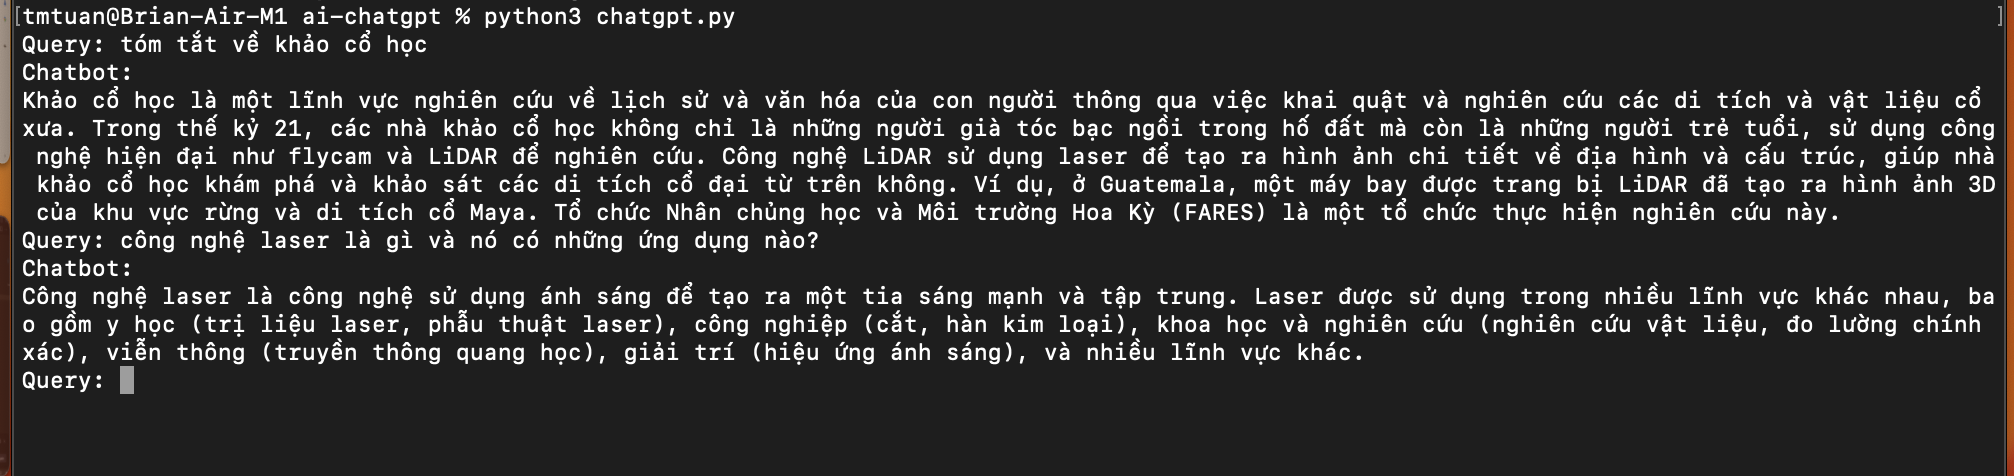 [tmtuan@Brian-Air-M1 ai-chatgpt % python3 chatgpt.py ]
Query: tóm tắt về khảo cổ học
Chatbot:
Khảo cổ học là một lĩnh vực nghiên cứu về lịch sử và văn hóa của con người thông qua việc khai quật và nghiên cứu các di tích và vật liệu cổ
xưa. Trong thế kỷ 21, các nhà khảo cổ học không chỉ là những người già tóc bạc ngồi trong hố đất mà còn là những người trẻ tuổi, sử dụng công
nghệ hiện đại như flycam và LiDAR để nghiên cứu. Công nghệ LiDAR sử dụng laser để tạo ra hình ảnh chi tiết về địa hình và cấu trúc, giúp nhà
khảo cổ học khám phá và khảo sát các di tích cổ đại từ trên không. Ví dụ, ở Guatemala, một máy bay được trang bị LiDAR đã tạo ra hình ảnh 3D
của khu vực rừng và di tích cổ Maya. Tổ chức Nhân chủng học và Môi trường Hoa Kỳ (FARES) là một tổ chức thực hiện nghiên cứu này.
Query: công nghệ laser là gì và nó có những ứng dụng nào?
Chatbot:
Công nghệ laser là công nghệ sử dụng ánh sáng để tạo ra một tia sáng mạnh và tập trung. Laser được sử dụng trong nhiều lĩnh vực khác nhau, ba
o gồm y học (trị liệu laser, phẫu thuật laser), công nghiệp (cắt, hàn kim loại), khoa học và nghiên cứu (nghiên cứu vật liệu, đo lường chính
xác), viễn thông (truyền thông quang học), giải trí (hiệu ứng ánh sáng), và nhiều lĩnh vực khác.
Query: